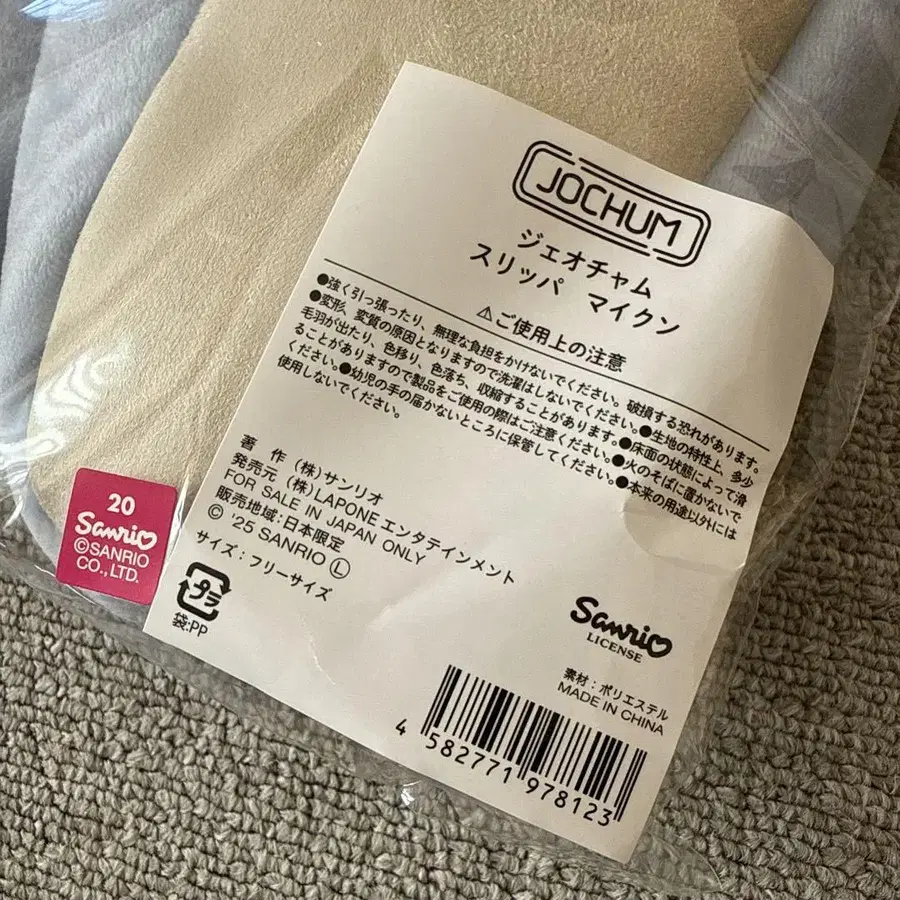 JOCHUM
ジェオチャム
スリッパ マイクン
⚠ご使用上の注意
●強く引っ張ったり、無理な負担をかけないでください。破損する恐れがあります。
●変形、変質の原因となりますので洗濯はしないでください。●生地の特性上、多少
毛羽が出たり、色移り、色落ち、収縮することがあります。●床面の状態によって滑
ることがありますので製品をご使用の際はご注意ください。●火のそばに置かないで
ください。●幼児の手の届かないところに保管してください。●本来の用途以外には
使用しないでください。
著 作 (株)サンリオ
発売元 (株)LAPONEエンタテインメント
FOR SALE IN JAPAN ONLY
販売地域:日本限定
© '25 SANRIO Ⓛ
サイズ:フリーサイズ
プラ
袋:PP
20
Sanrio
©SANRIO
CO.,LTD.
Sanrio
LICENSE
素材:ポリエステル
MADE IN CHINA
4 582771 978123